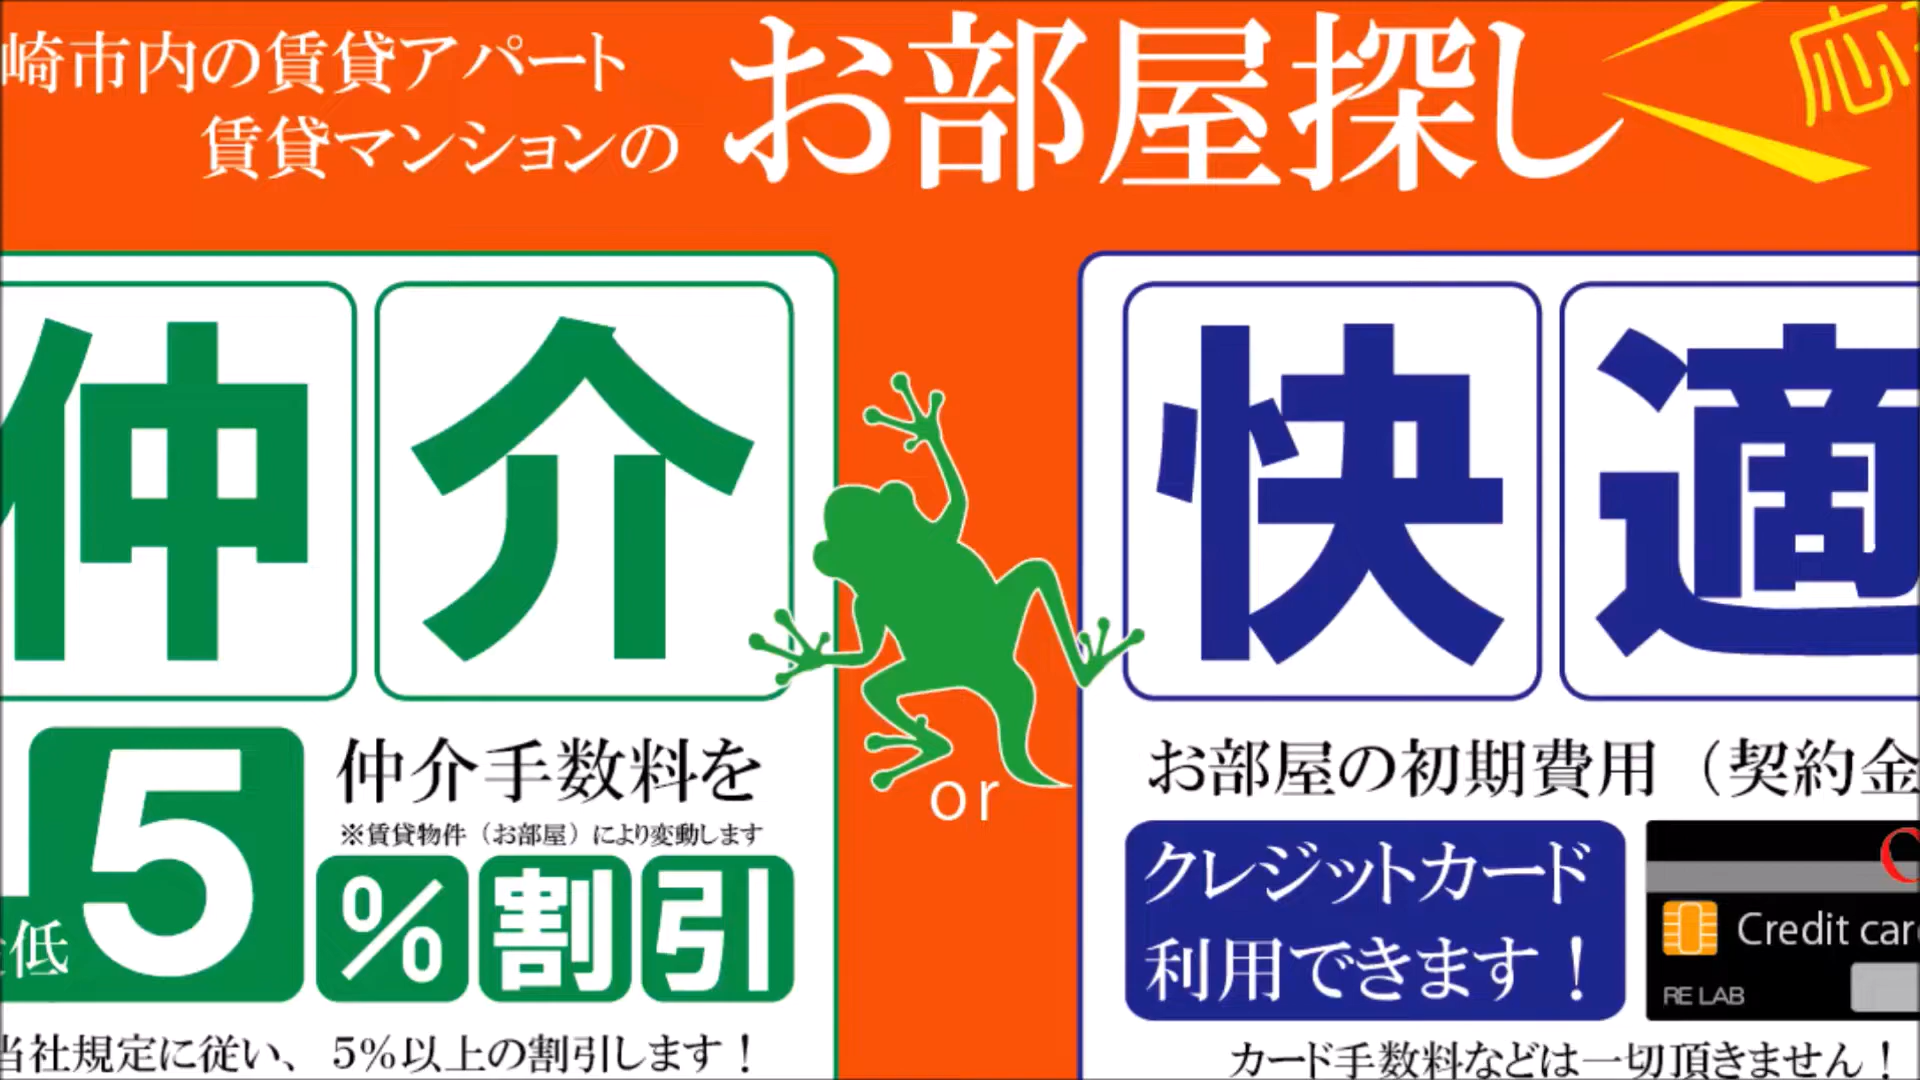 崎市内の賃貸アパート
賃貸マンションの
お部屋探し
応
仲介
5
低
仲介手数料を
※賃貸物件（お部屋）により変動します
%割引
当社規定に従い、5%以上の割引します！
or
快適
お部屋の初期費用（契約金
クレジットカード
利用できます！
Credit car
RE LAB
カード手数料などは一切頂きません！